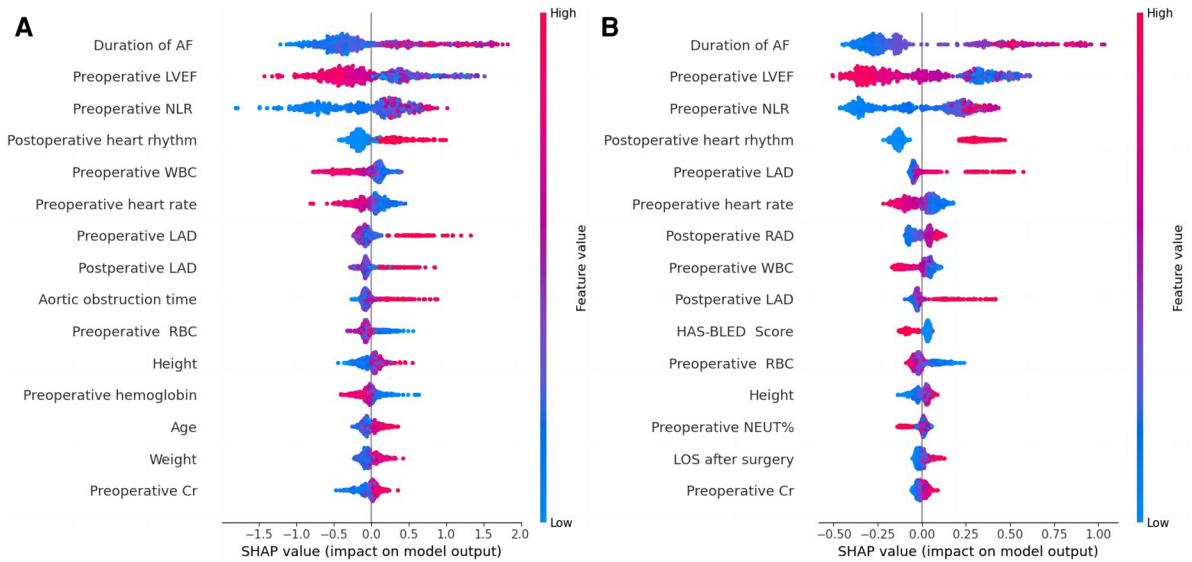 A
High
Duration of AF
Preoperative LVEF
Preoperative NLR
Postoperative heart rhythm
Preoperative WBC
Preoperative heart rate
Preoperative LAD
Postperative LAD
Aortic obstruction time
Preoperative RBC
Height
Preoperative hemoglobin
Age
Weight
Preoperative Cr
Feature value
Low
−1.5 −1.0 −0.5 0.0 0.5 1.0 1.5 2.0
SHAP value (impact on model output)
B
High
Duration of AF
Preoperative LVEF
Preoperative NLR
Postoperative heart rhythm
Preoperative LAD
Preoperative heart rate
Postoperative RAD
Preoperative WBC
Postperative LAD
HAS-BLED Score
Preoperative RBC
Height
Preoperative NEUT%
LOS after surgery
Preoperative Cr
Feature value
Low
−0.50 −0.25 0.00 0.25 0.50 0.75 1.00
SHAP value (impact on model output)